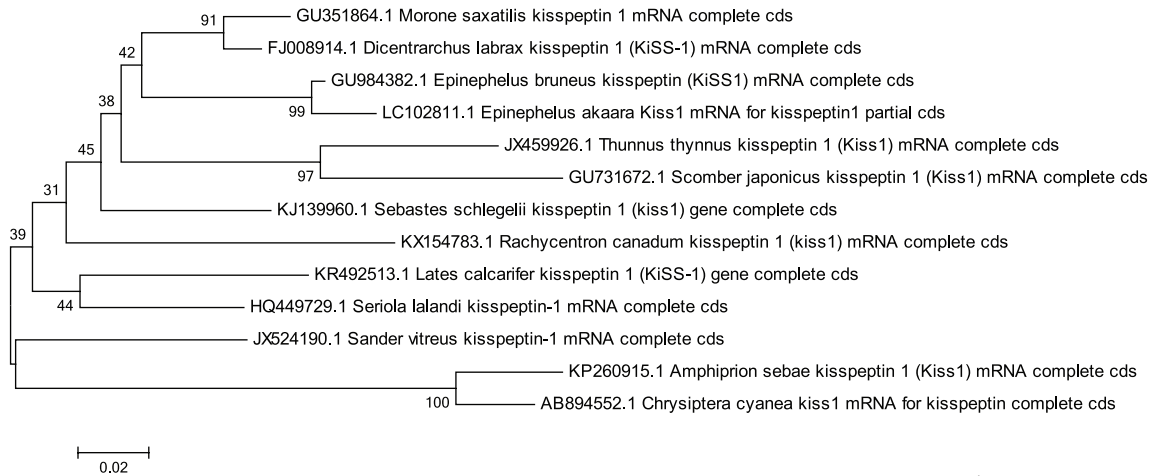 91
GU351864.1 Morone saxatilis kisspeptin 1 mRNA complete cds
FJ008914.1 Dicentrarchus labrax kisspeptin 1 (KiSS-1) mRNA complete cds
42
GU984382.1 Epinephelus bruneus kisspeptin (KiSS1) mRNA complete cds
99
LC102811.1 Epinephelus akaara Kiss1 mRNA for kisspeptin1 partial cds
38
JX459926.1 Thunnus thynnus kisspeptin 1 (Kiss1) mRNA complete cds
45
97
GU731672.1 Scomber japonicus kisspeptin 1 (Kiss1) mRNA complete cds
31
KJ139960.1 Sebastes schlegelii kisspeptin 1 (kiss1) gene complete cds
39
KX154783.1 Rachycentron canadum kisspeptin 1 (kiss1) mRNA complete cds
KR492513.1 Lates calcarifer kisspeptin 1 (KiSS-1) gene complete cds
44
HQ449729.1 Seriola lalandi kisspeptin-1 mRNA complete cds
JX524190.1 Sander vitreus kisspeptin-1 mRNA complete cds
KP260915.1 Amphiprion sebae kisspeptin 1 (Kiss1) mRNA complete cds
100
AB894552.1 Chrysiptera cyanea kiss1 mRNA for kisspeptin complete cds
0.02